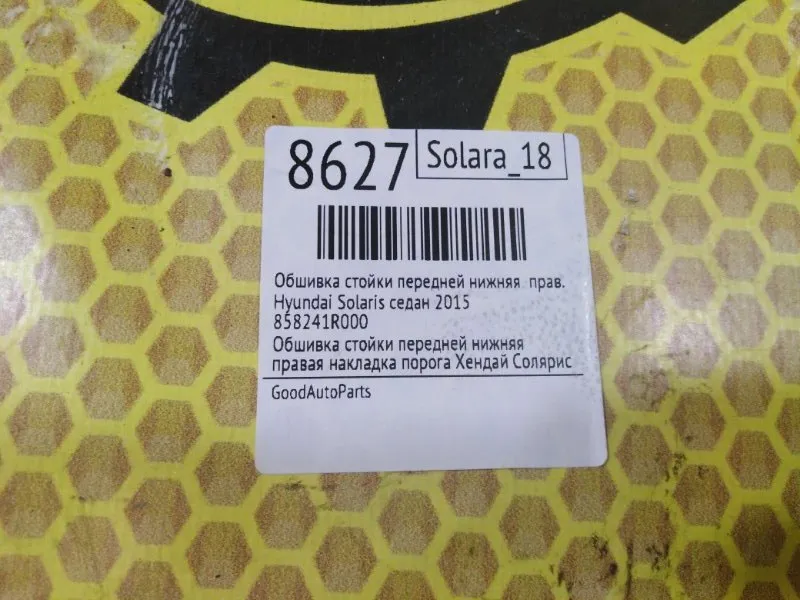 8627
Solara_18
Обшивка стойки передней нижняя прав.
Hyundai Solaris седан 2015
858241R000
Обшивка стойки передней нижняя
правая накладка порога Хендай Солярис
GoodAutoParts